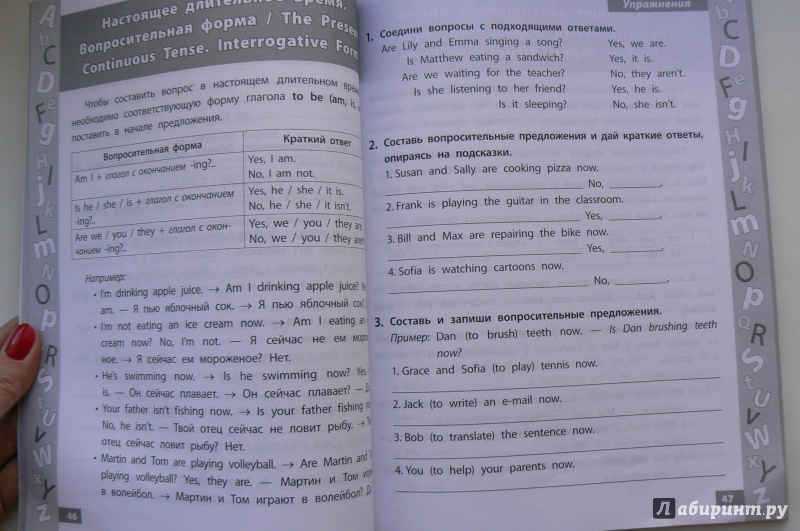 Настоящее длительное время.
Вопросительная форма / The Presen
Continuous Tense. Interrogative Form
Чтобы составить вопрос в настоящем длительном време
необходимо соответствующую форму глагола to be (am, is,
поставить в начале предложения.
Вопросительная форма
Краткий ответ
Am I + глагол с окончанием -ing?..
Yes, I am.
No, I am not.
Is he / she / is + глагол с окончанием
-ing?..
Yes, he / she / it is.
No, he / she / it isn't.
Are we / you / they + глагол с окон-
чанием -ing?..
Yes, we / you / they are
No, we / you / they aren
Например:
• I'm drinking apple juice. → Am I drinking apple juice? Ye
am. — Я пью яблочный сок. → Я пью яблочный сок?
• I'm not eating an ice cream now. → Am I eating an
cream now? No, I'm not. — Я сейчас не ем моро
ное. → Я сейчас ем мороженое? Нет.
• He's swimming now. → Is he swimming now? Yes,
is. — Он сейчас плавает. → Он сейчас плавает? — Д
• Your father isn't fishing now. → Is your father fishing
No, he isn't. — Твой отец сейчас не ловит рыбу. →
отец сейчас ловит рыбу? Нет.
• Martin and Tom are playing volleyball. → Are Martin and T
playing volleyball? Yes, they are. — Мартин и Том игра
в волейбол. → Мартин и Том играют в волейбол? Да
46
Упражнения
1. Соедини вопросы с подходящими ответами.
Are Lily and Emma singing a song? Yes, we are.
Is Matthew eating a sandwich? Yes, it is.
Are we waiting for the teacher? No, they aren't.
Is she listening to her friend? Yes, he is.
Is it sleeping? No, she isn't.
2. Составь вопросительные предложения и дай краткие ответы,
опираясь на подсказки.
1. Susan and Sally are cooking pizza now.
No, ________.
2. Frank is playing the guitar in the classroom.
Yes, ________.
3. Bill and Max are repairing the bike now.
Yes, ________.
4. Sofia is watching cartoons now.
No, ________.
3. Составь и запиши вопросительные предложения.
Пример: Dan (to brush) teeth now. — Is Dan brushing teeth
now?
1. Grace and Sofia (to play) tennis now.
2. Jack (to write) an e-mail now.
3. Bob (to translate) the sentence now.
4. You (to help) your parents now.
47
Лабиринт.ру